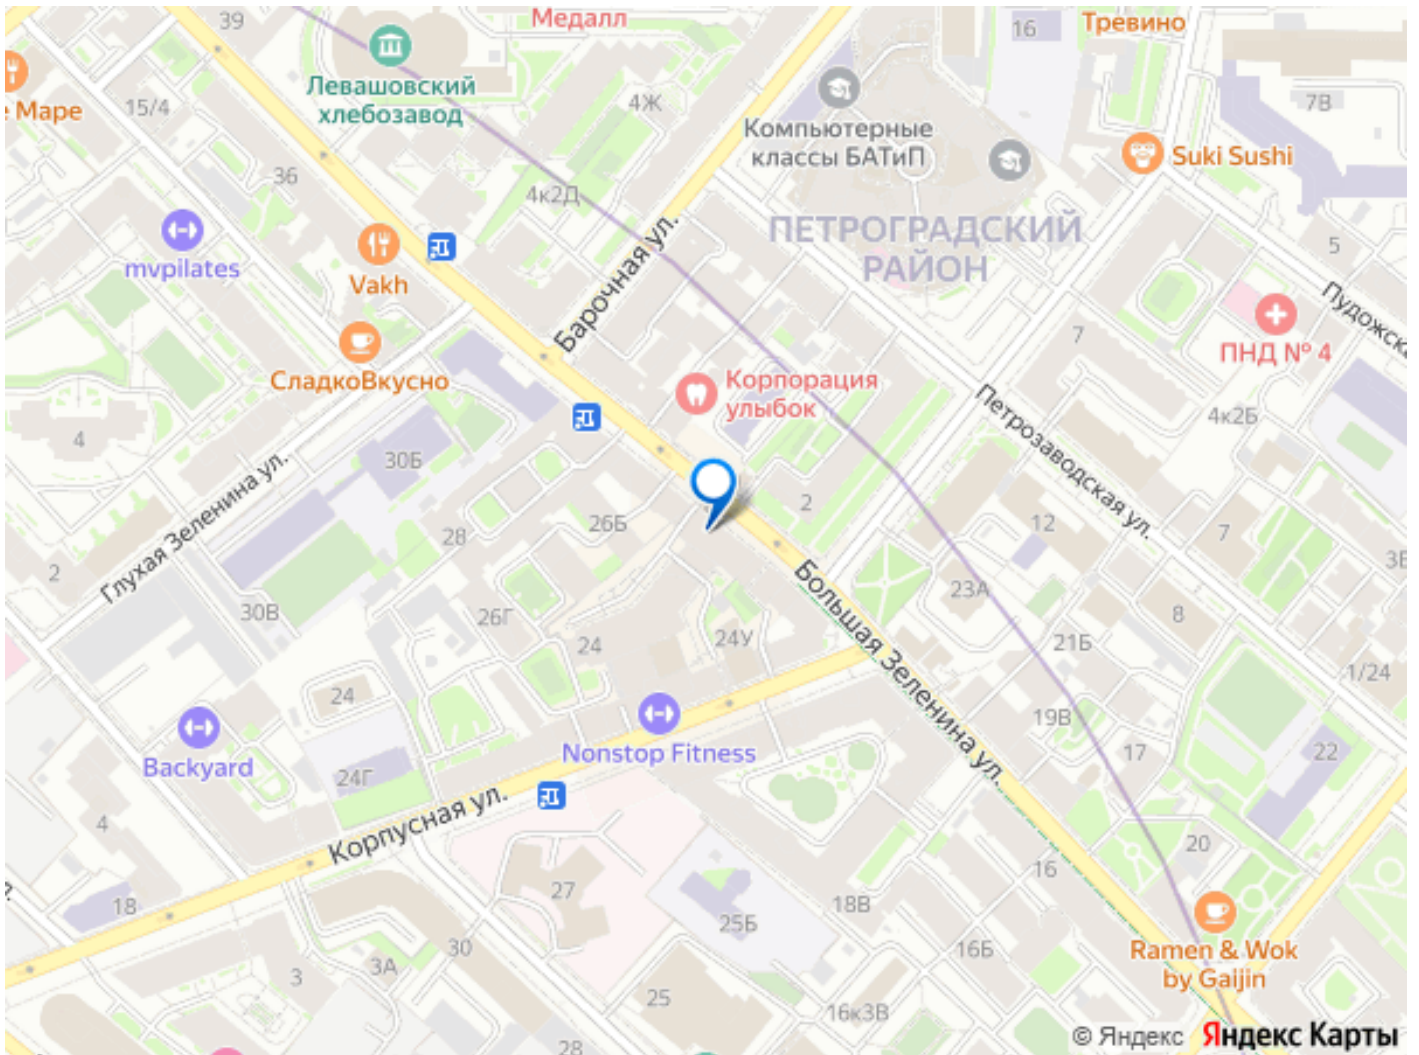 39
Медалл
16
Тревино
Левашовский
хлебозавод
е Маре
15/4
4Ж
Компьютерные
классы БАТиП
7В
Suki Sushi
36
4к2Д
mvpilates
Vakh
Барочная ул.
ПЕТРОГРАДСКИЙ
РАЙОН
5
Пудожска
ПНД № 4
7
СладкоВкусно
Корпорация
улыбок
4
Глухая Зеленина ул.
30Б
4к2Б
Петрозаводская ул.
28
26Б
2
12
7
3Б
2
30В
26Г
24
24У
Большая Зеленина ул.
23А
8
21Б
1/24
24
19В
17
22
Backyard
Nonstop Fitness
24Г
Корпусная ул.
4
18
27
25Б
18В
16
20
30
16Б
Ramen & Wok
by Gaijin
3А
3
25
16к3В
28
© Яндекс Яндекс Карты